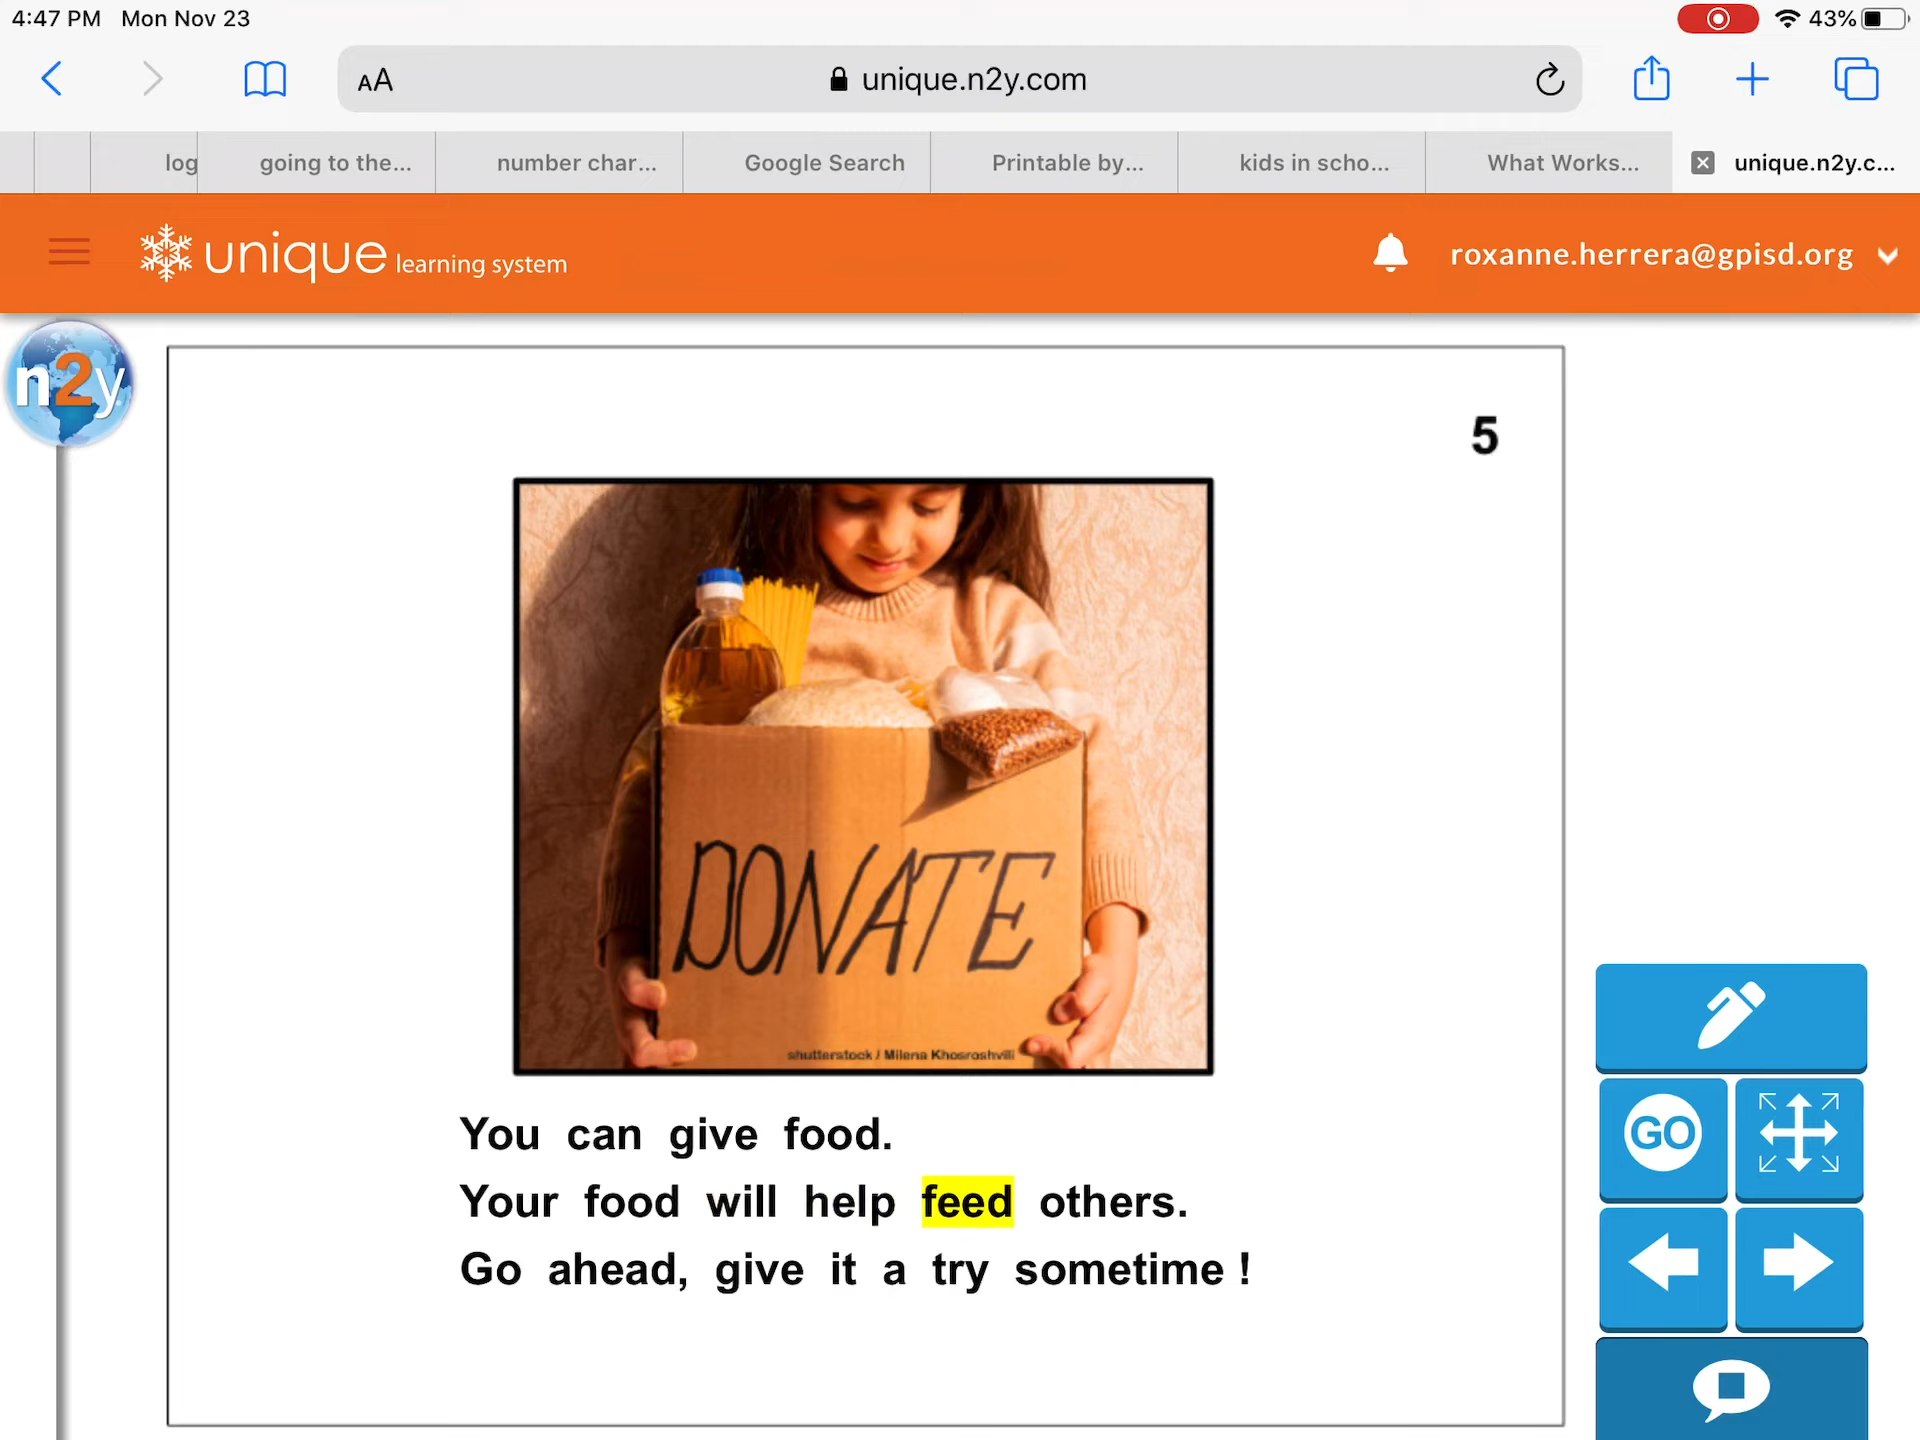 4:47 PM Mon Nov 23
43%
AA unique.n2y.com
log going to the... number char... Google Search Printable by... kids in scho... What Works... unique.n2y.c...
unique learning system roxanne.herrera@gpisd.org
n2y
5
DONATE
shutterstock / Milena Khosroshvili
You can give food.
Your food will help feed others.
Go ahead, give it a try sometime !
GO